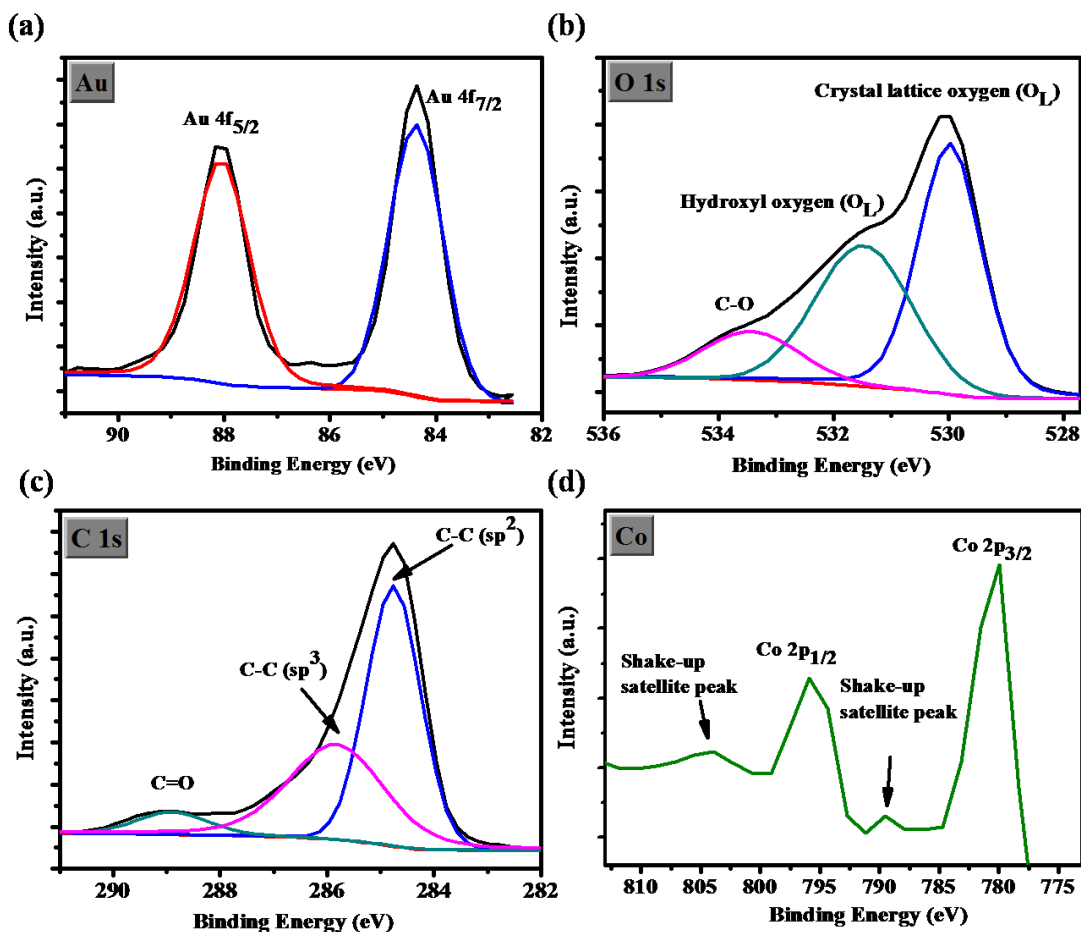 (a)
Au
Au 4f5/2
Au 4f7/2
Intensity (a.u.)
90 88 86 84 82
Binding Energy (eV)
(b)
O 1s
Crystal lattice oxygen (OL)
Hydroxyl oxygen (OL)
C-O
Intensity (a.u.)
536 534 532 530 528
Binding Energy (eV)
(c)
C 1s
C-C (sp2)
C-C (sp3)
C=O
Intensity (a.u.)
290 288 286 284 282
Binding Energy (eV)
(d)
Co
Co 2p3/2
Co 2p1/2
Shake-up
satellite peak
Shake-up
satellite peak
Intensity (a.u.)
810 805 800 795 790 785 780 775
Binding Energy (eV)